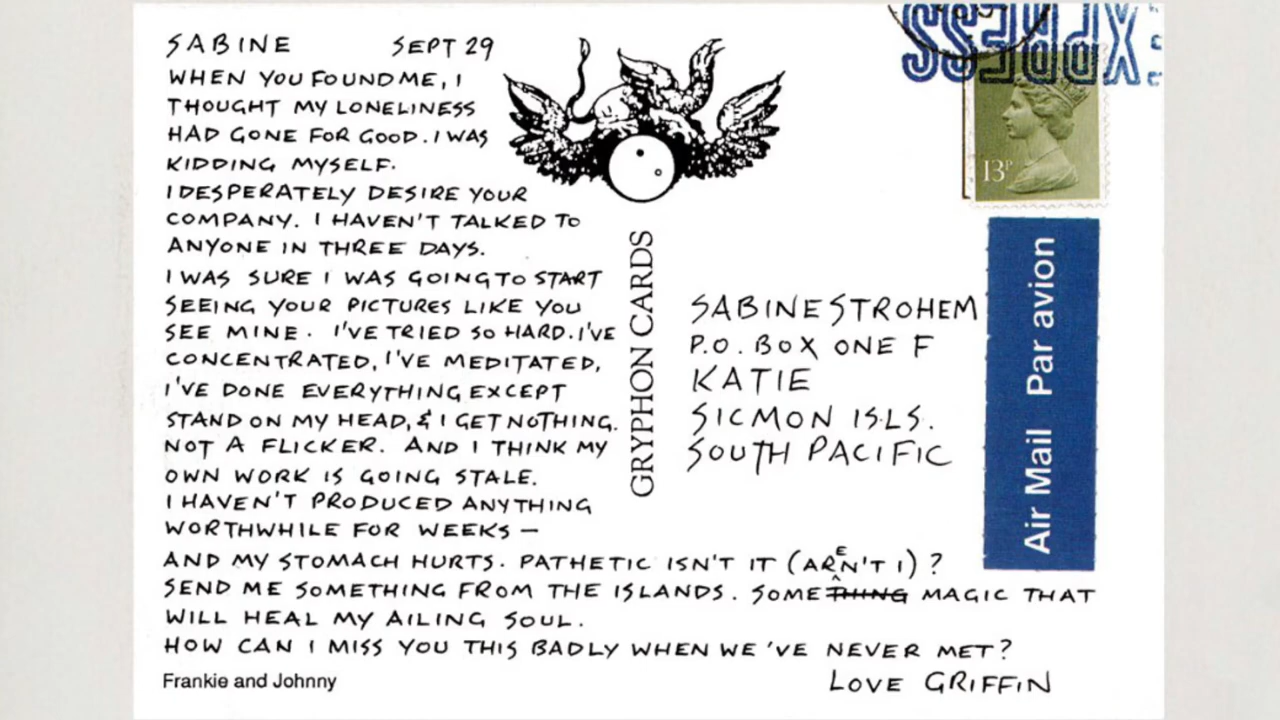 SABINE SEPT 29
WHEN YOU FOUND ME, I
THOUGHT MY LONELINESS
HAD GONE FOR GOOD. I WAS
KIDDING MYSELF.
I DESPERATELY DESIRE YOUR
COMPANY. I HAVEN'T TALKED TO
ANYONE IN THREE DAYS.
I WAS SURE I WAS GOING TO START
SEEING YOUR PICTURES LIKE YOU
SEE MINE. I'VE TRIED SO HARD. I'VE
CONCENTRATED, I'VE MEDITATED,
I'VE DONE EVERYTHING EXCEPT
STAND ON MY HEAD, & I GET NOTHING.
NOT A FLICKER. AND I THINK MY
OWN WORK IS GOING STALE.
I HAVEN'T PRODUCED ANYTHING
WORTHWHILE FOR WEEKS —
AND MY STOMACH HURTS. PATHETIC ISN'T IT (AREN'T I) ?
SEND ME SOMETHING FROM THE ISLANDS. SOMETHING MAGIC THAT
WILL HEAL MY AILING SOUL.
HOW CAN I MISS YOU THIS BADLY WHEN WE'VE NEVER MET?
LOVE GRIFFIN
Frankie and Johnny
GRYPHON CARDS
SABINE STROHEM
P.O. BOX ONE F
KATIE
SICMON ISLS.
SOUTH PACIFIC
XPRESS
13P
Air Mail Par avion